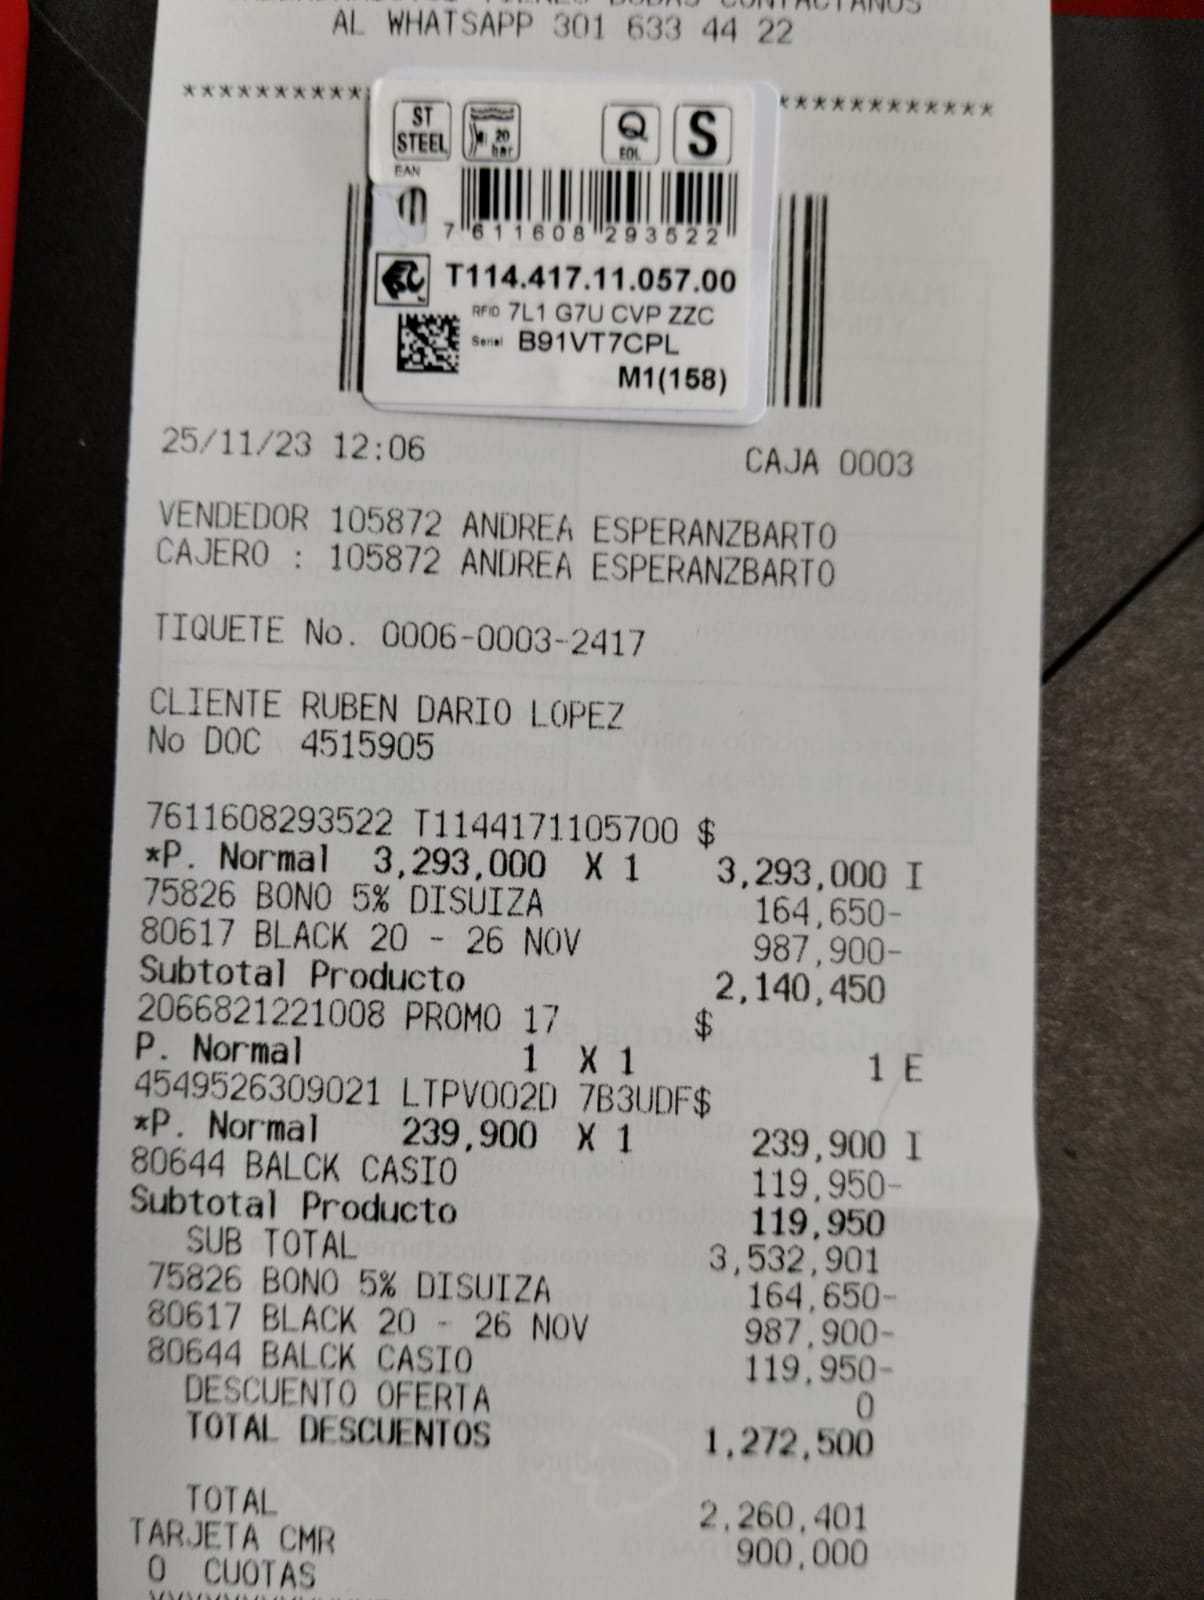 AL WHATSAPP 301 633 44 22
ST STEEL
20 bar
Q EOL
S
EAN
7 611608 293522
T114.417.11.057.00
RFID 7L1 G7U CVP ZZC
Serial B91VT7CPL
M1(158)
25/11/23 12:06 CAJA 0003
VENDEDOR 105872 ANDREA ESPERANZBARTO
CAJERO : 105872 ANDREA ESPERANZBARTO
TIQUETE No. 0006-0003-2417
CLIENTE RUBEN DARIO LOPEZ
No DOC 4515905
7611608293522 T1144171105700 $
*P. Normal 3,293,000 X 1 3,293,000 I
75826 BONO 5% DISUIZA 164,650-
80617 BLACK 20 - 26 NOV 987,900-
Subtotal Producto 2,140,450
2066821221008 PROMO 17 $
P. Normal 1 X 1 1 E
4549526309021 LTPV002D 7B3UDF$
*P. Normal 239,900 X 1 239,900 I
80644 BALCK CASIO 119,950-
Subtotal Producto 119,950
SUB TOTAL 3,532,901
75826 BONO 5% DISUIZA 164,650-
80617 BLACK 20 - 26 NOV 987,900-
80644 BALCK CASIO 119,950-
DESCUENTO OFERTA 0
TOTAL DESCUENTOS 1,272,500
TOTAL 2,260,401
TARJETA CMR 900,000
0 CUOTAS